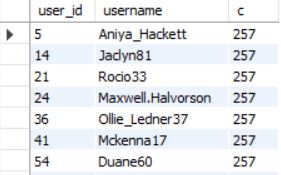 user_id username c
5 Aniya_Hackett 257
14 Jaclyn81 257
21 Rocio33 257
24 Maxwell.Halvorson 257
36 Ollie_Ledner37 257
41 Mckenna17 257
54 Duane60 257